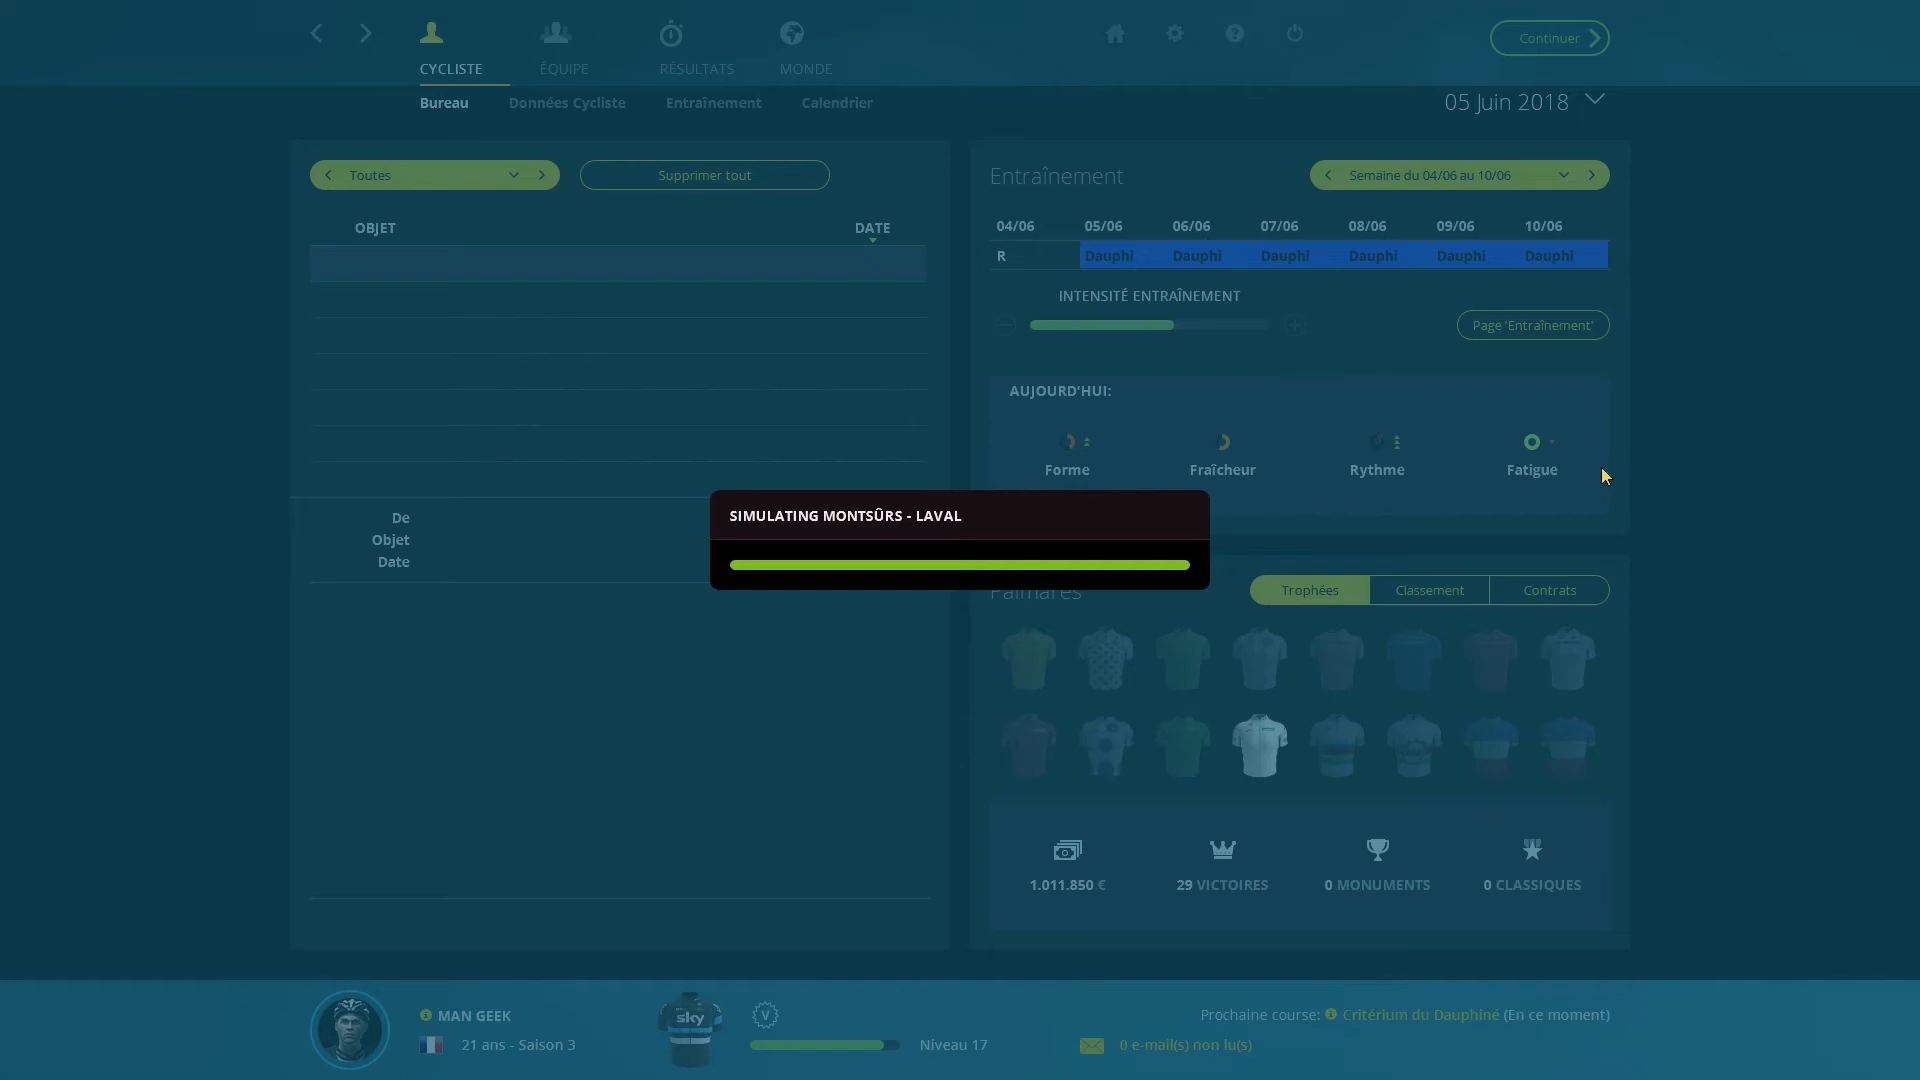 CYCLISTE ÉQUIPE RÉSULTATS MONDE
Continuer
Bureau Données Cycliste Entraînement Calendrier
05 Juin 2018
Toutes Supprimer tout
OBJET DATE
De
Objet
Date
Entraînement Semaine du 04/06 au 10/06
04/06 05/06 06/06 07/06 08/06 09/06 10/06
R Dauphi Dauphi Dauphi Dauphi Dauphi Dauphi
INTENSITÉ ENTRAÎNEMENT
Page 'Entraînement'
AUJOURD'HUI:
Forme Fraîcheur Rythme Fatigue
SIMULATING MONTSÛRS - LAVAL
Palmarès Trophées Classement Contrats
1.011.850 € 29 VICTOIRES 0 MONUMENTS 0 CLASSIQUES
MAN GEEK
21 ans - Saison 3
sky
V
Niveau 17
Prochaine course: Critérium du Dauphiné (En ce moment)
0 e-mail(s) non lu(s)